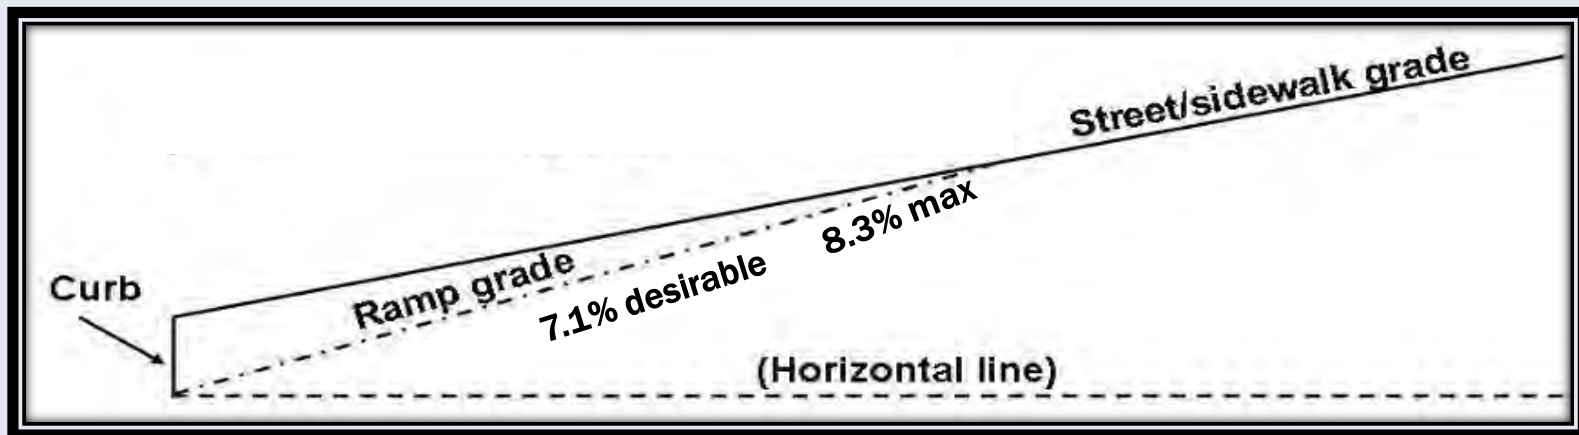 Street/sidewalk grade
8.3% max
Ramp grade
7.1% desirable
Curb
(Horizontal line)